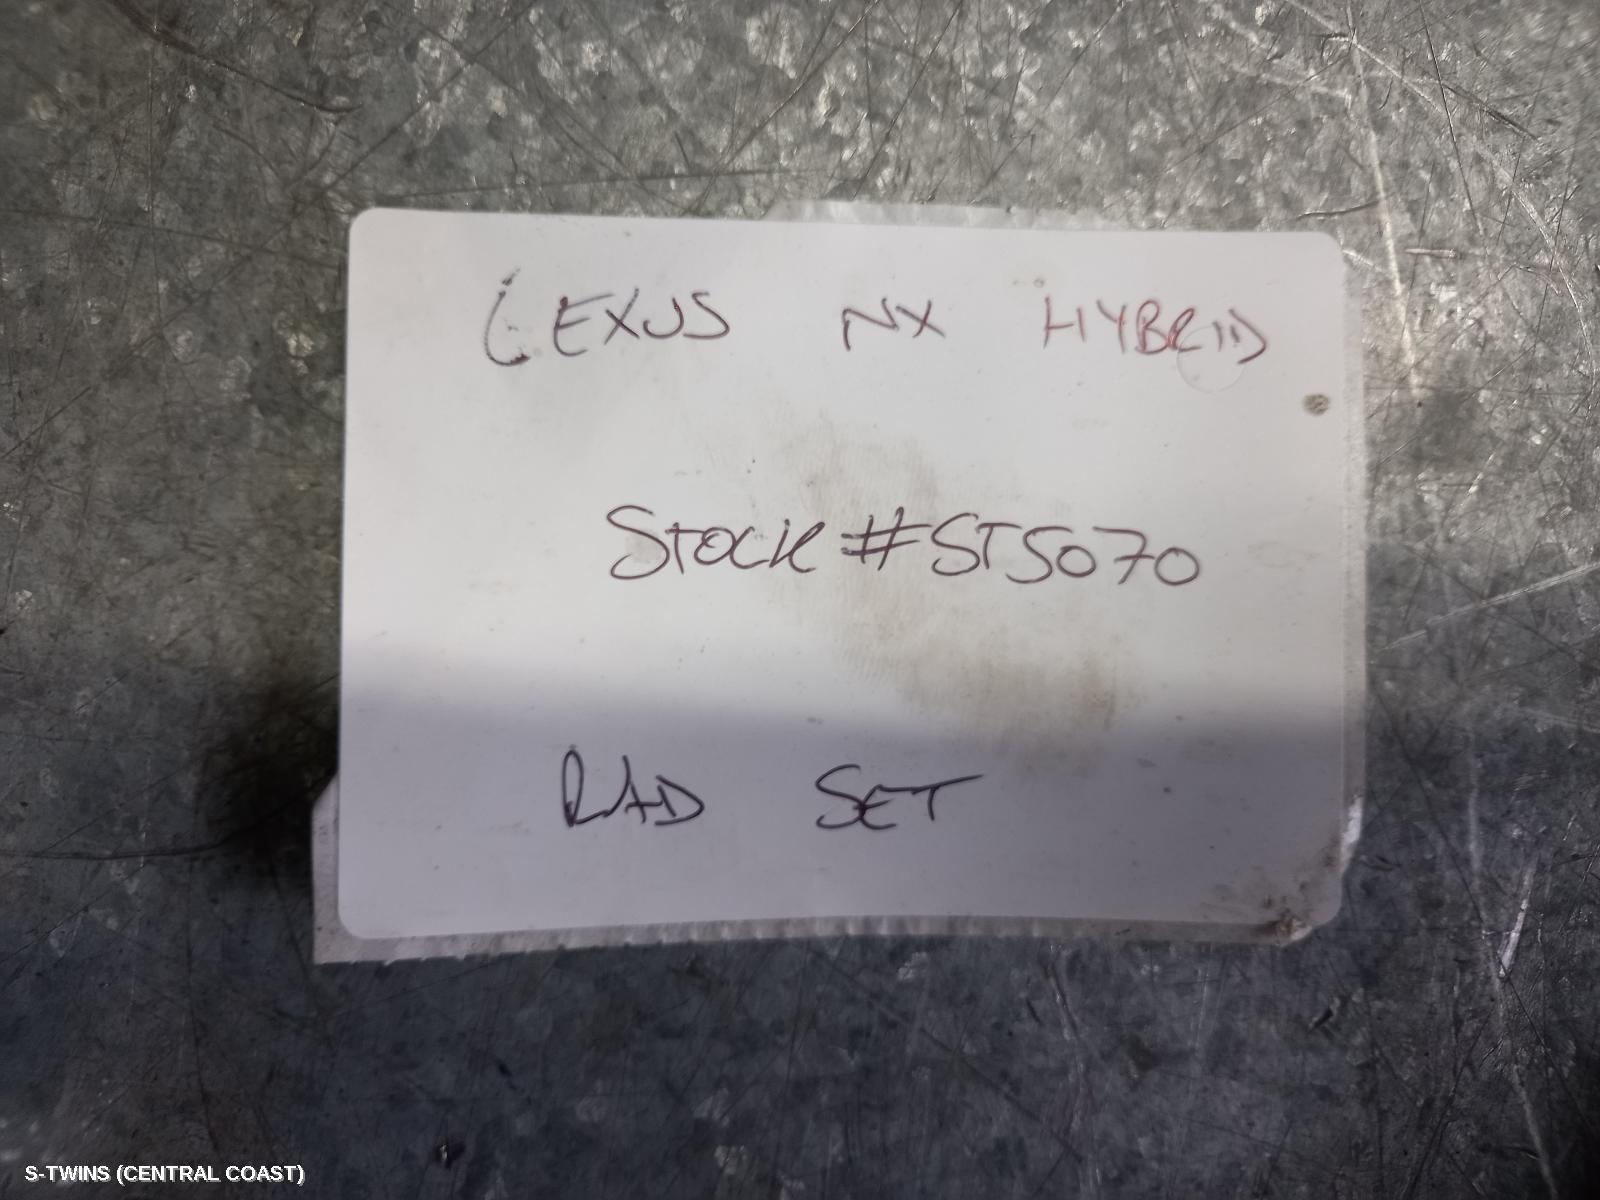 LEXUS NX HYBRID
STOCK #ST5070
RAD SET
S-TWINS (CENTRAL COAST)